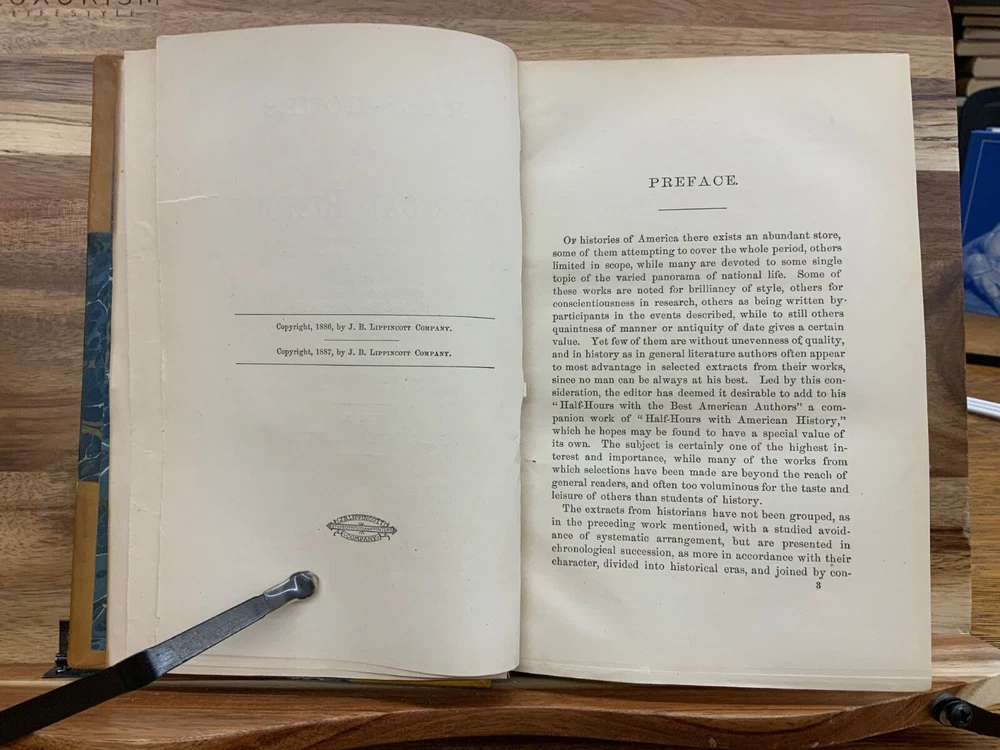 LIFESTYLE
Copyright, 1886, by J. B. Lippincott Company.
Copyright, 1887, by J. B. Lippincott Company.
COMPANY
PREFACE.
Of histories of America there exists an abundant store,
some of them attempting to cover the whole period, others
limited in scope, while many are devoted to some single
topic of the varied panorama of national life. Some of
these works are noted for brilliancy of style, others for
conscientiousness in research, others as being written by
participants in the events described, while to still others
quaintness of manner or antiquity of date gives a certain
value. Yet few of them are without unevenness of quality,
and in history as in general literature authors often appear
to most advantage in selected extracts from their works,
since no man can be always at his best. Led by this con-
sideration, the editor has deemed it desirable to add to his
"Half-Hours with the Best American Authors" a com-
panion work of "Half-Hours with American History,"
which he hopes may be found to have a special value of
its own. The subject is certainly one of the highest in-
terest and importance, while many of the works from
which selections have been made are beyond the reach of
general readers, and often too voluminous for the taste and
leisure of others than students of history.
The extracts from historians have not been grouped, as
in the preceding work mentioned, with a studied avoid-
ance of systematic arrangement, but are presented in
chronological succession, as more in accordance with their
character, divided into historical eras, and joined by con-
3